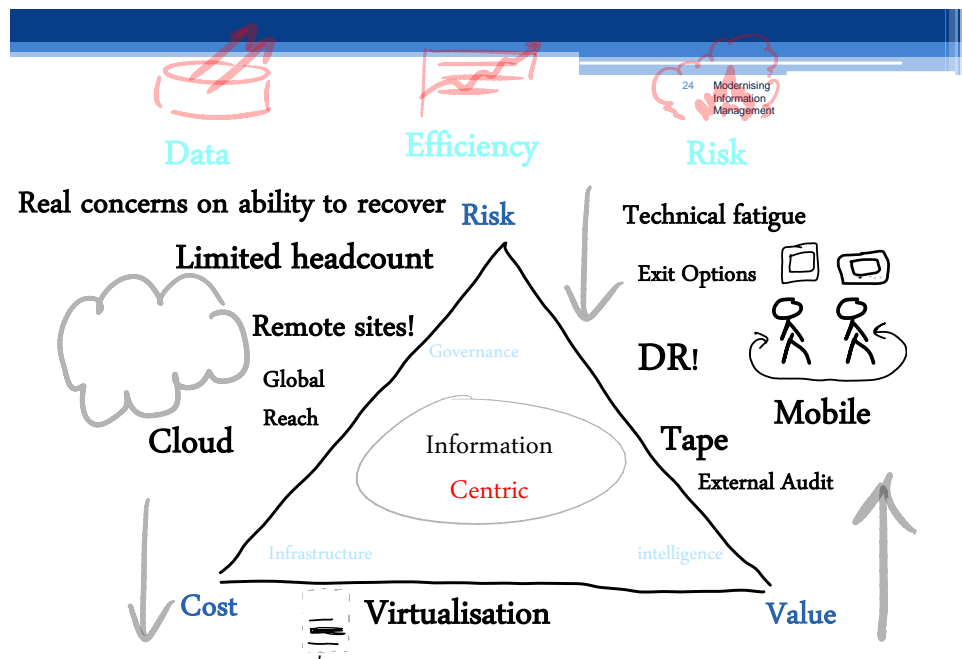 24
Modernising
Information
Management
Data
Efficiency
Risk
Real concerns on ability to recover
Risk
Technical fatigue
Limited headcount
Exit Options
Remote sites!
Governance
DR!
Global
Reach
Mobile
Cloud
Information
Tape
Centric
External Audit
Infrastructure
intelligence
Cost
Virtualisation
Value